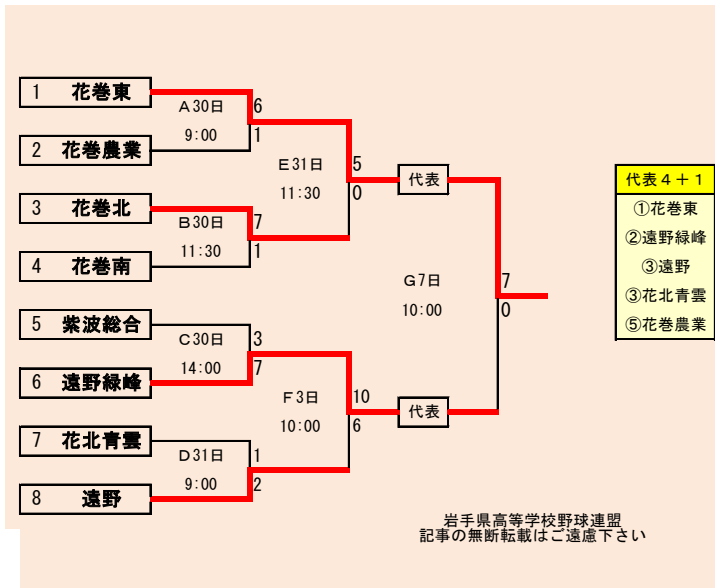 1 花巻東
2 花巻農業
3 花巻北
4 花巻南
5 紫波総合
6 遠野緑峰
7 花北青雲
8 遠野
A30日
9:00
6
1
B30日
11:30
7
1
C30日
14:00
3
7
D31日
9:00
1
2
E31日
11:30
5
0
F3日
10:00
10
6
代表
代表
G7日
10:00
7
0
代表4+1
①花巻東
②遠野緑峰
③遠野
③花北青雲
⑤花巻農業
岩手県高等学校野球連盟
記事の無断転載はご遠慮下さい